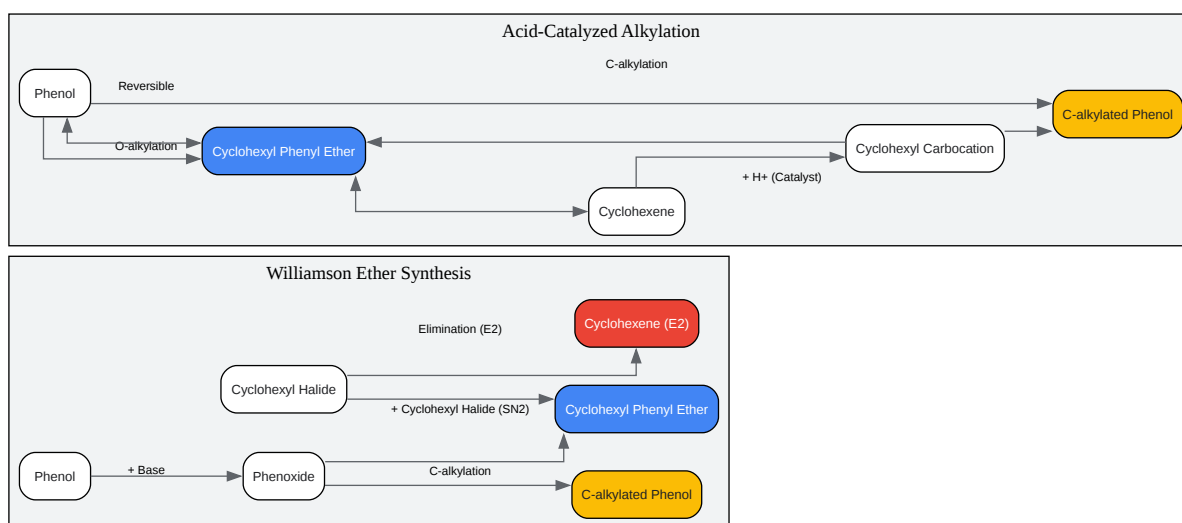 Acid-Catalyzed Alkylation
C-alkylation
Reversible
Phenol
C-alkylated Phenol
O-alkylation
Cyclohexyl Phenyl Ether
Cyclohexyl Carbocation
+ H+ (Catalyst)
Cyclohexene
Williamson Ether Synthesis
Elimination (E2)
Cyclohexene (E2)
Cyclohexyl Halide
+ Cyclohexyl Halide (SN2)
Cyclohexyl Phenyl Ether
Phenol
+ Base
Phenoxide
C-alkylation
C-alkylated Phenol